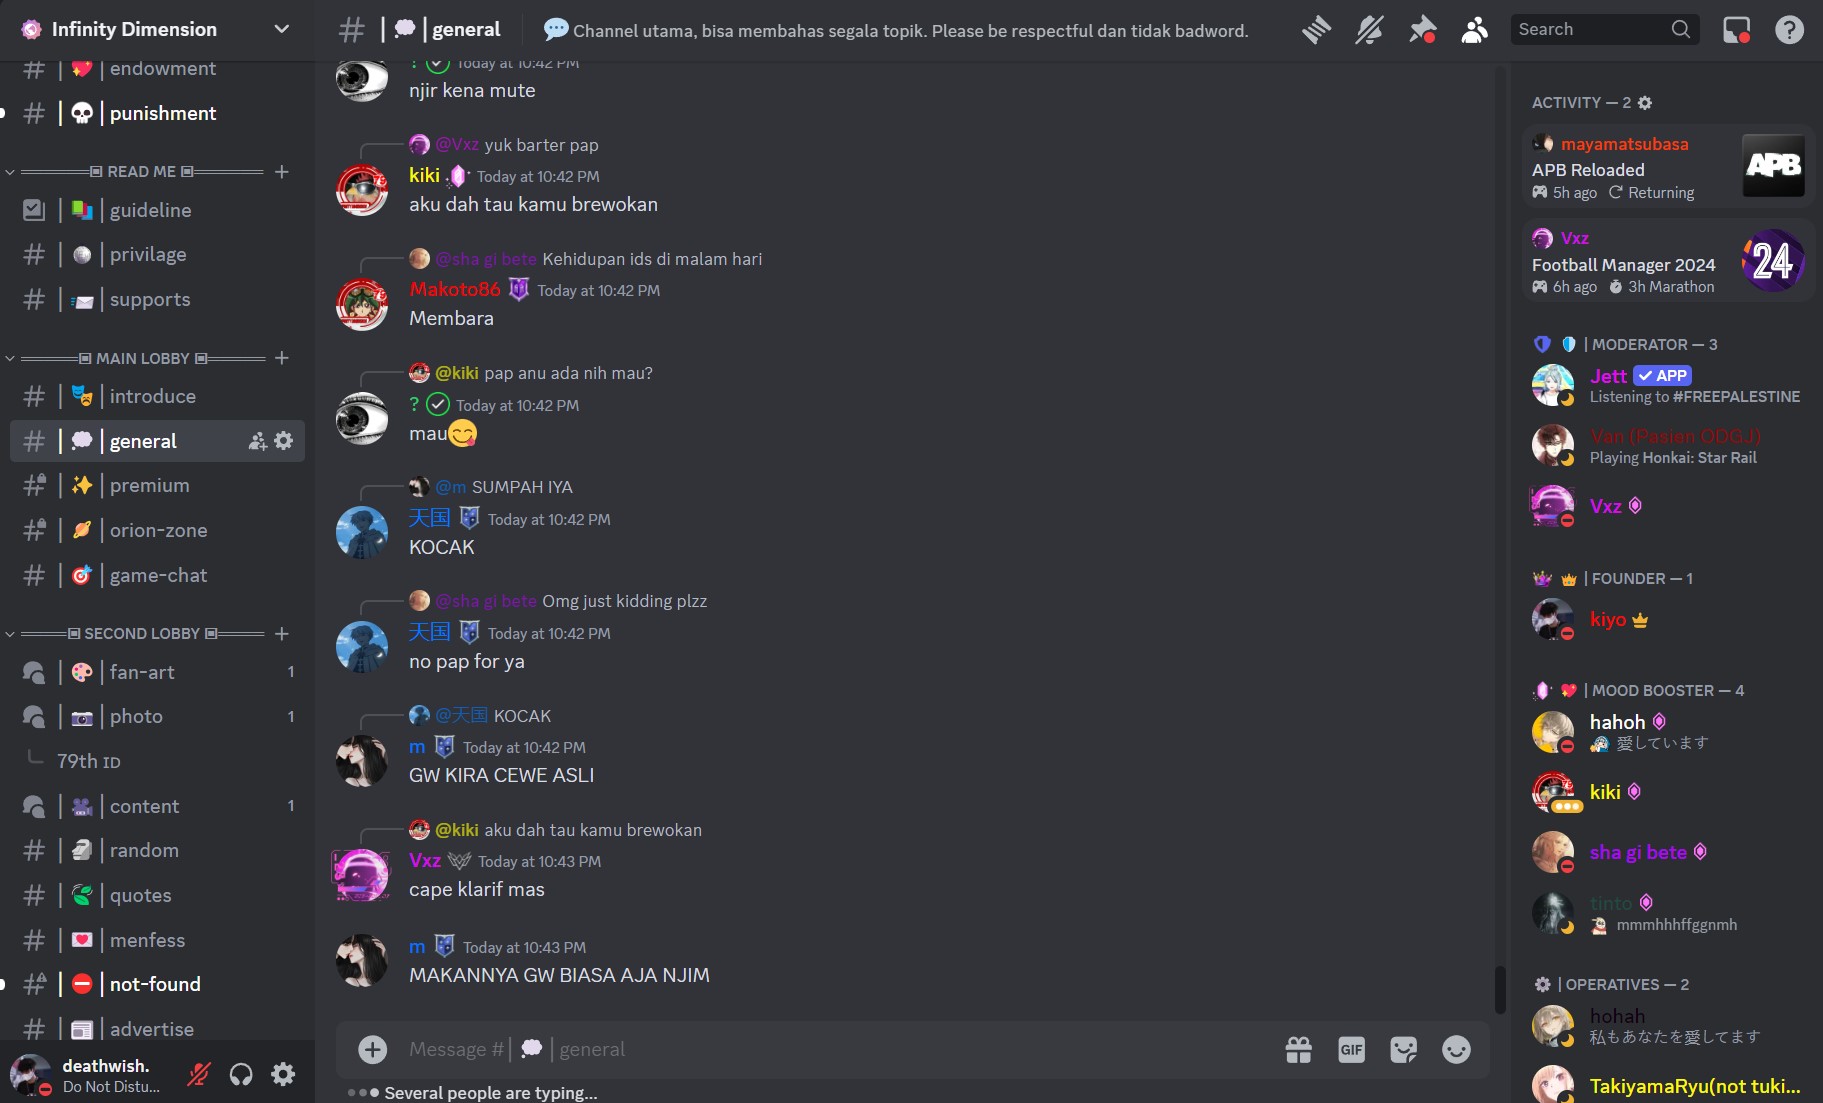 Infinity Dimension
endowment
punishment
READ ME
guideline
privilage
supports
MAIN LOBBY
introduce
general
premium
orion-zone
game-chat
SECOND LOBBY
fan-art 1
photo 1
79th ID
content 1
random
quotes
menfess
not-found
advertise
deathwish.
Do Not Distu...
# | 💭 | general
💬 Channel utama, bisa membahas segala topik. Please be respectful dan tidak badword.
Search
? Today at 10:42 PM
njir kena mute
@Vxz yuk barter pap
kiki Today at 10:42 PM
aku dah tau kamu brewokan
@sha gi bete Kehidupan ids di malam hari
Makoto86 Today at 10:42 PM
Membara
@kiki pap anu ada nih mau?
? Today at 10:42 PM
mau😋
@m SUMPAH IYA
天国 Today at 10:42 PM
KOCAK
@sha gi bete Omg just kidding plzz
天国 Today at 10:42 PM
no pap for ya
@天国 KOCAK
m Today at 10:42 PM
GW KIRA CEWE ASLI
@kiki aku dah tau kamu brewokan
Vxz Today at 10:43 PM
cape klarif mas
m Today at 10:43 PM
MAKANNYA GW BIASA AJA NJIM
Message # | 💭 | general
GIF
Several people are typing...
ACTIVITY — 2
mayamatsubasa
APB Reloaded
5h ago Returning
APB
Vxz
Football Manager 2024
6h ago 3h Marathon
24
| MODERATOR — 3
Jett ✓ APP
Listening to #FREEPALESTINE
Van (Pasien ODGJ)
Playing Honkai: Star Rail
Vxz
| FOUNDER — 1
kiyo
| MOOD BOOSTER — 4
hahoh
愛しています
kiki
sha gi bete
tinto
mmmhhhffggnmh
| OPERATIVES — 2
hohah
私もあなたを愛してます
TakiyamaRyu(not tuki...